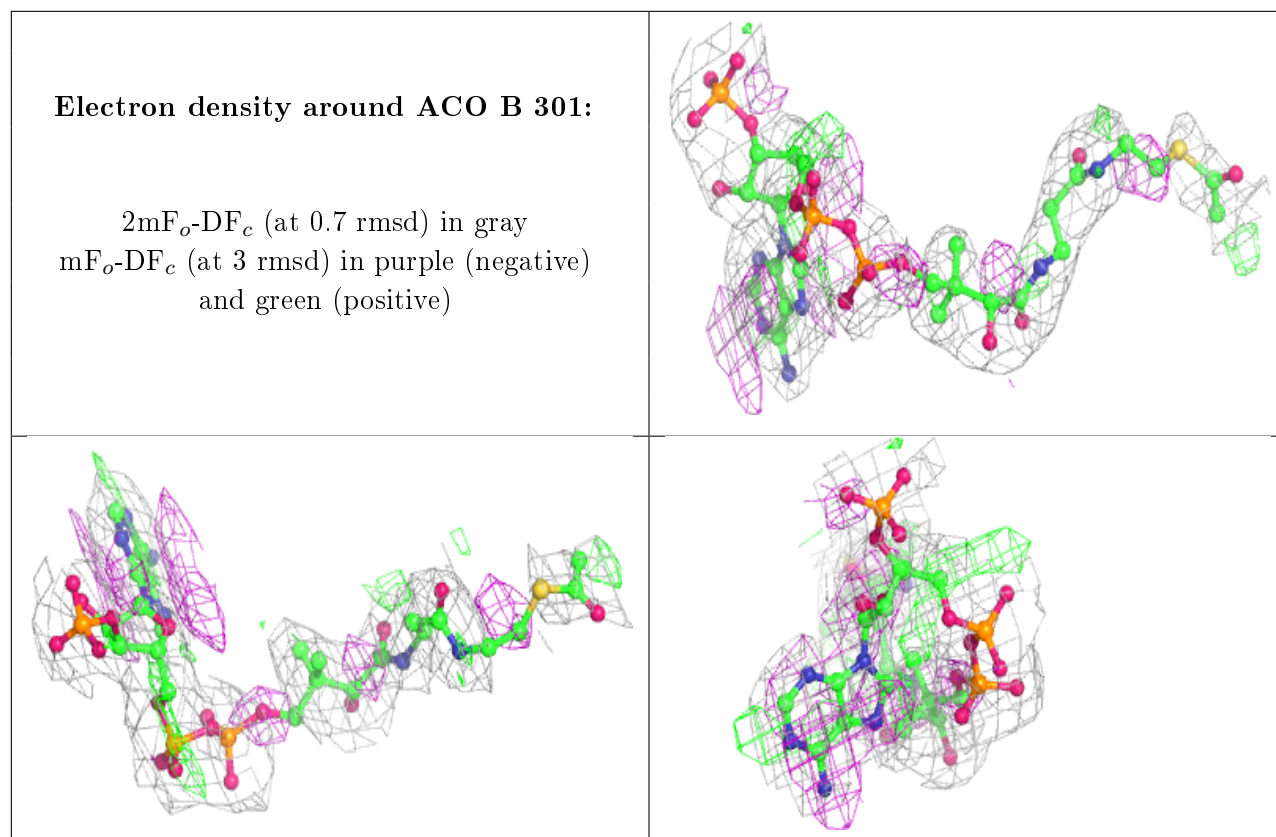 Electron density around ACO B 301:
2mFₒ-DF𝒸 (at 0.7 rmsd) in gray
mFₒ-DF𝒸 (at 3 rmsd) in purple (negative)
and green (positive)